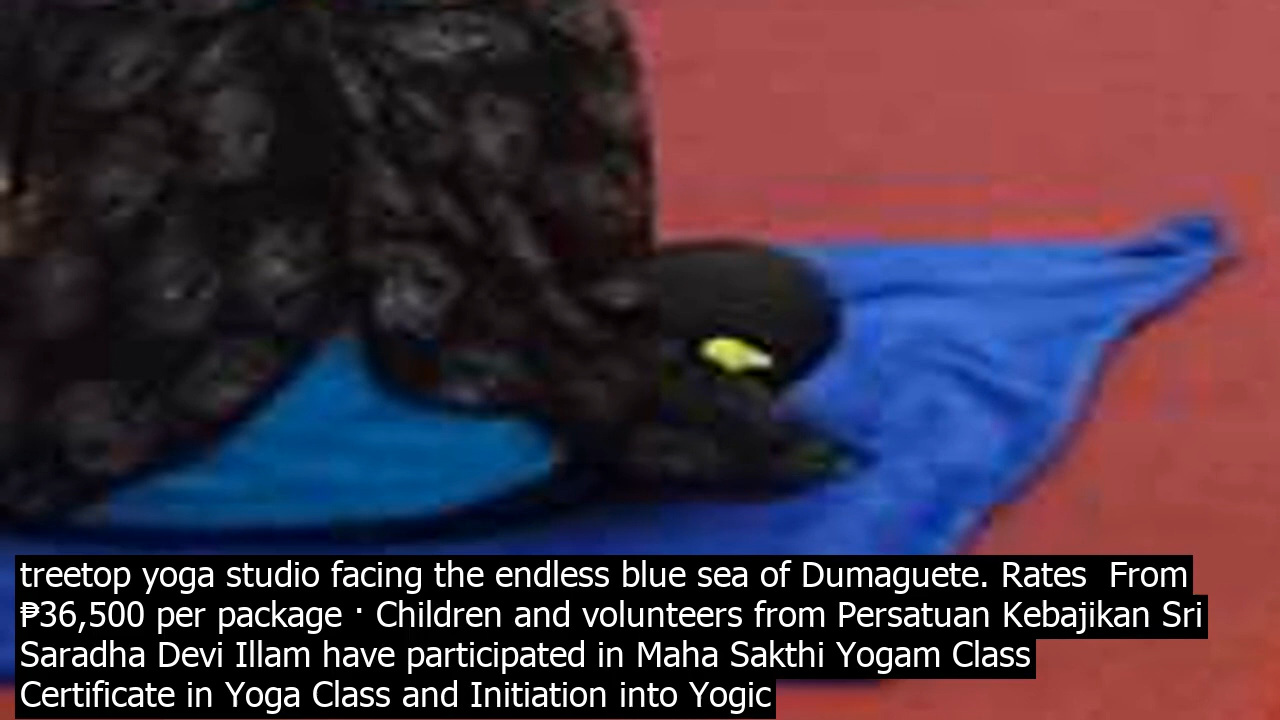 treetop yoga studio facing the endless blue sea of Dumaguete. Rates  From
₱36,500 per package · Children and volunteers from Persatuan Kebajikan Sri
Saradha Devi Illam have participated in Maha Sakthi Yogam Class
Certificate in Yoga Class and Initiation into Yogic